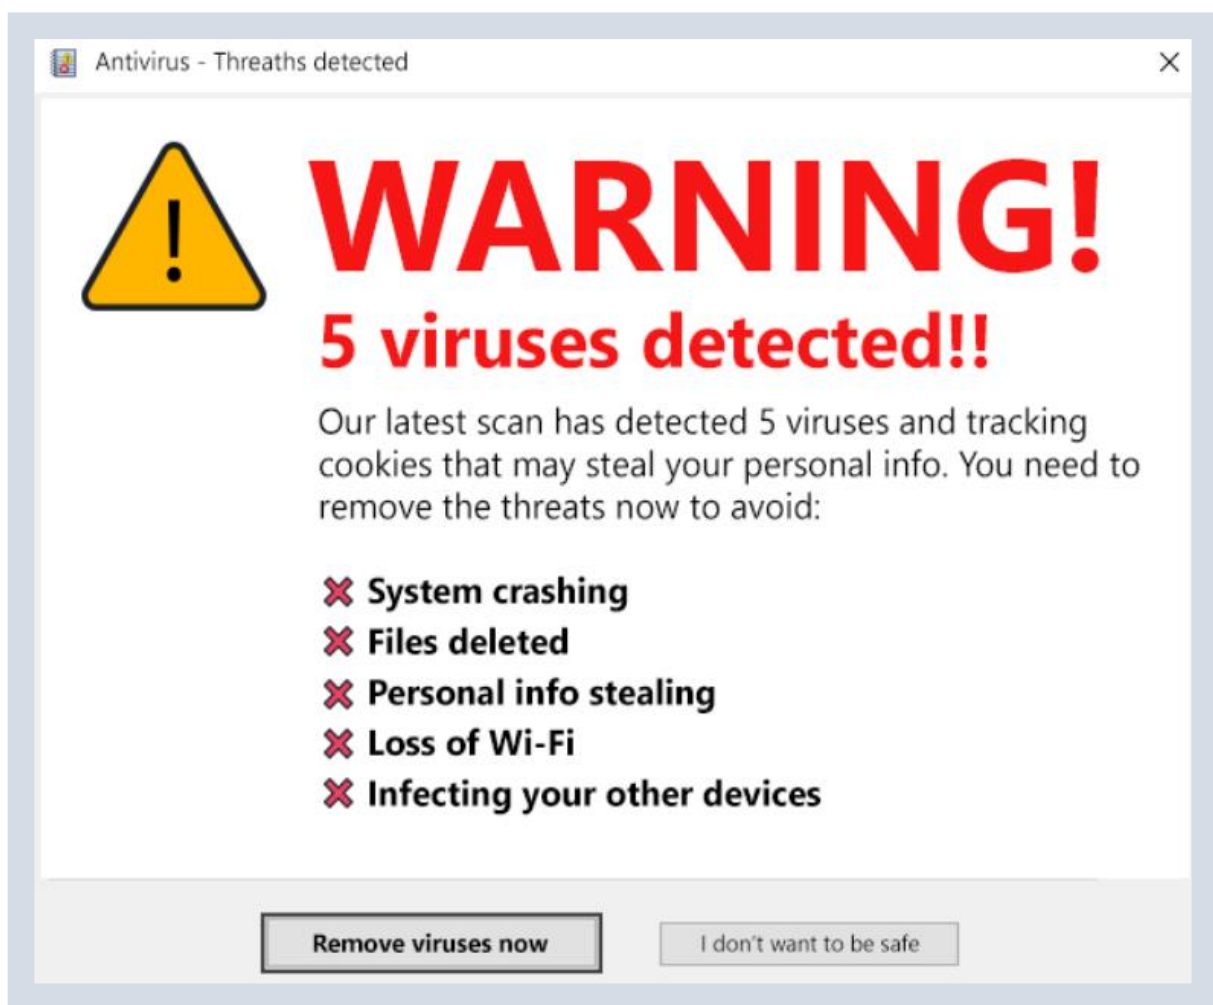 Antivirus - Threaths detected
WARNING!
5 viruses detected!!
Our latest scan has detected 5 viruses and tracking
cookies that may steal your personal info. You need to
remove the threats now to avoid:
System crashing
Files deleted
Personal info stealing
Loss of Wi-Fi
Infecting your other devices
Remove viruses now
I don't want to be safe